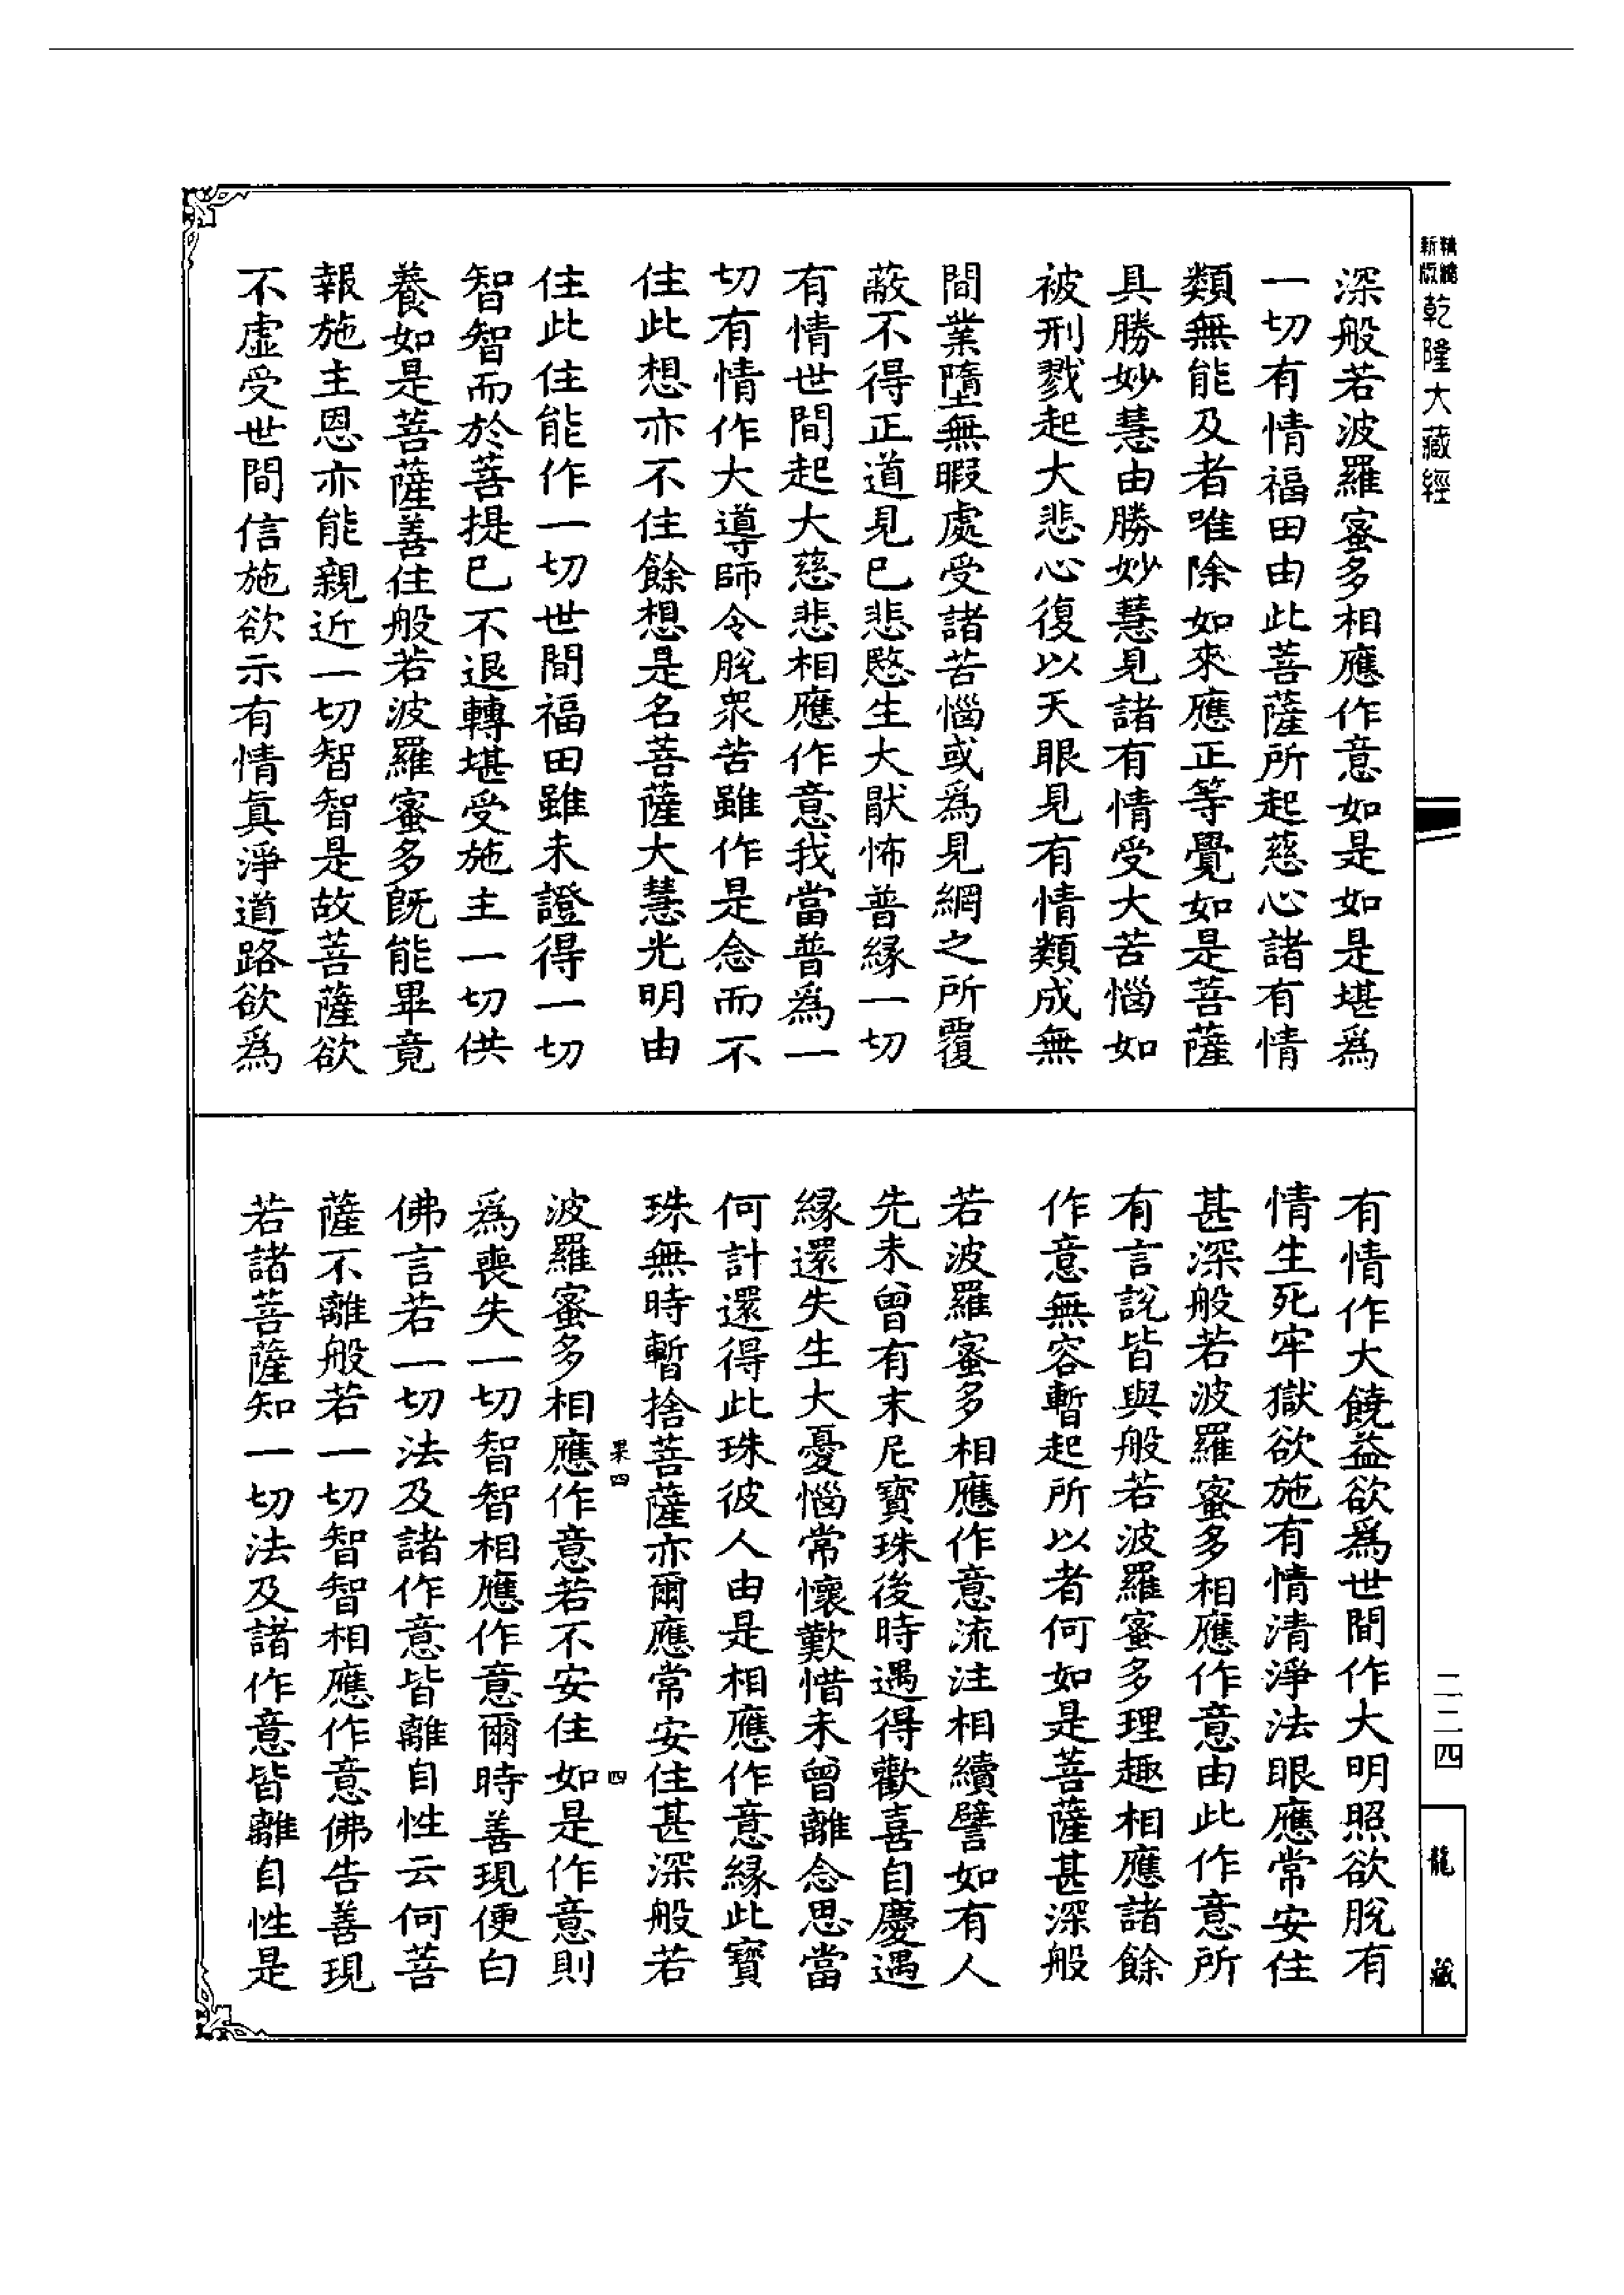 新版
乾隆大藏經
深般若波羅蜜多相應作意如是如是堪爲
一切有情福田由此菩薩所起慈心諸有情
類無能及者唯除如來應正等覺如是菩薩
具勝妙慧由勝妙慧見諸有情受大苦惱如
被刑戮起大悲心復以天眼見有情類成無
間業墮無暇處受諸苦惱或爲見網之所覆
蔽不得正道見已悲愍生大猒怖普緣一切
有情世間起大慈悲相應作意我當普爲一
切有情作大導師令脫衆苦雖作是念而不
住此想亦不住餘想是名菩薩大慧光明由
住此住能作一切世間福田雖未證得一切
智智而於菩提已不退轉堪受施主一切供
養如是菩薩善住般若波羅蜜多旣能畢竟
報施主恩亦能親近一切智智是故菩薩欲
不虛受世間信施欲示有情眞淨道路欲爲
有情作大饒益欲爲世間作大明照欲脫有
情生死牢獄欲施有情清淨法眼應常安住
甚深般若波羅蜜多相應作意由此作意所
有言說皆與般若波羅蜜多理趣相應諸餘
作意無容暫起所以者何如是菩薩甚深般
若波羅蜜多相應作意流注相續譬如有人
先未曾有末尼寶珠後時遇得歡喜自慶遇
緣還失生大憂惱常懷歎惜未曾離念思當
何計還得此珠彼人由是相應作意緣此寶
珠無時暫捨菩薩亦爾應常安住甚深般若
果四
四
波羅蜜多相應作意若不安住如是作意則
爲喪失一切智智相應作意爾時善現便白
佛言若一切法及諸作意皆離自性云何菩
薩不離般若一切智智相應作意佛告善現
若諸菩薩知一切法及諸作意皆離自性是
二二四
龍藏